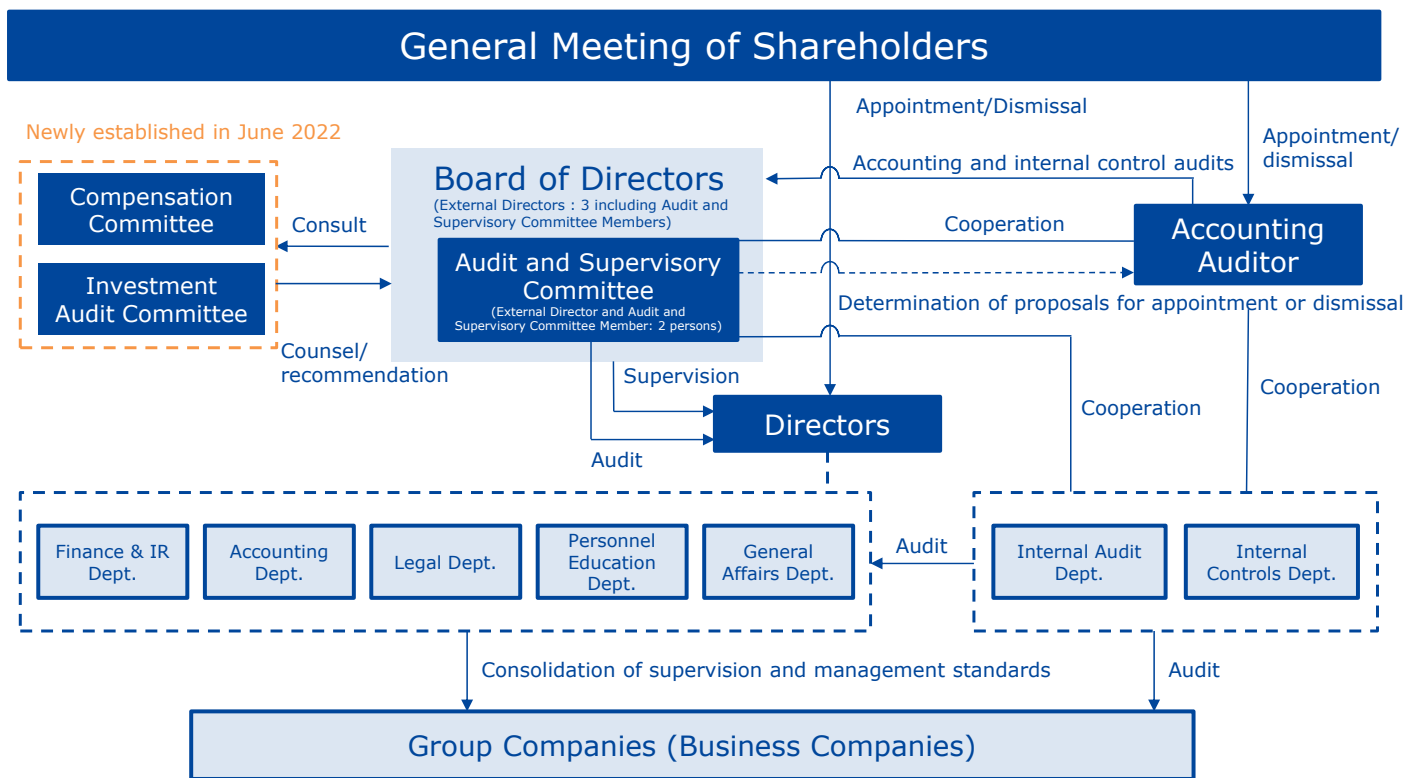 General Meeting of Shareholders
Appointment/Dismissal
Appointment/
dismissal
Newly established in June 2022
Compensation
Committee
Investment
Audit Committee
Consult
Counsel/
recommendation
Board of Directors
(External Directors : 3 including Audit and
Supervisory Committee Members)
Audit and Supervisory
Committee
(External Director and Audit and
Supervisory Committee Member: 2 persons)
Accounting and internal control audits
Cooperation
Accounting
Auditor
Determination of proposals for appointment or dismissal
Supervision
Audit
Directors
Cooperation
Cooperation
Finance & IR
Dept.
Accounting
Dept.
Legal Dept.
Personnel
Education
Dept.
General
Affairs Dept.
Audit
Internal Audit
Dept.
Internal
Controls Dept.
Consolidation of supervision and management standards
Audit
Group Companies (Business Companies)